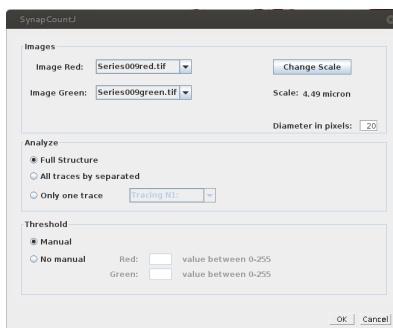 SynapCountJ
Images
Image Red: Series009red.tif Change Scale
Image Green: Series009green.tif Scale: 4.49 micron
Diameter in pixels: 20
Analyze
Full Structure
All traces by separated
Only one trace Tracing N1:
Threshold
Manual
No manual Red: value between 0-255
Green: value between 0-255
OK Cancel